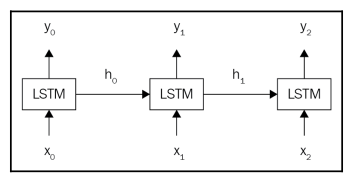 y₀ y₁ y₂
h₀ h₁
LSTM LSTM LSTM
x₀ x₁ x₂